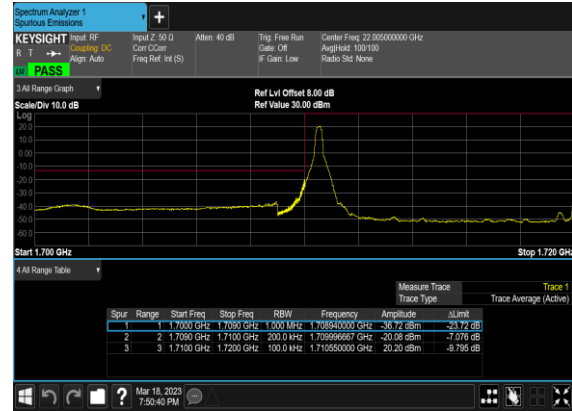 Spectrum Analyzer 1
Spurious Emissions
+
KEYSIGHT Input: RF Input Z: 50 Ω Atten: 40 dB Trig: Free Run Center Freq: 22.005000000 GHz
R T Coupling: DC Corr CCorr Gate: Off Avg|Hold: 100/100
Align: Auto Freq Ref: Int (S) IF Gain: Low Radio Std: None
PASS
3 All Range Graph
Ref Lvl Offset 8.00 dB
Scale/Div 10.0 dB Ref Value 30.00 dBm
Log
20.0
10.0
0.00
-10.0
-20.0
-30.0
-40.0
-50.0
-60.0
Start 1.700 GHz Stop 1.720 GHz
4 All Range Table
Measure Trace Trace 1
Trace Type Trace Average (Active)
Spur Range Start Freq Stop Freq RBW Frequency Amplitude ΔLimit
1 1 1.7000 GHz 1.7090 GHz 1.000 MHz 1.708940000 GHz -36.72 dBm -23.72 dB
2 2 1.7090 GHz 1.7100 GHz 200.0 kHz 1.709996667 GHz -20.08 dBm -7.076 dB
3 3 1.7100 GHz 1.7200 GHz 100.0 kHz 1.710550000 GHz 20.20 dBm -9.795 dB
? Mar 18, 2023
7:50:40 PM